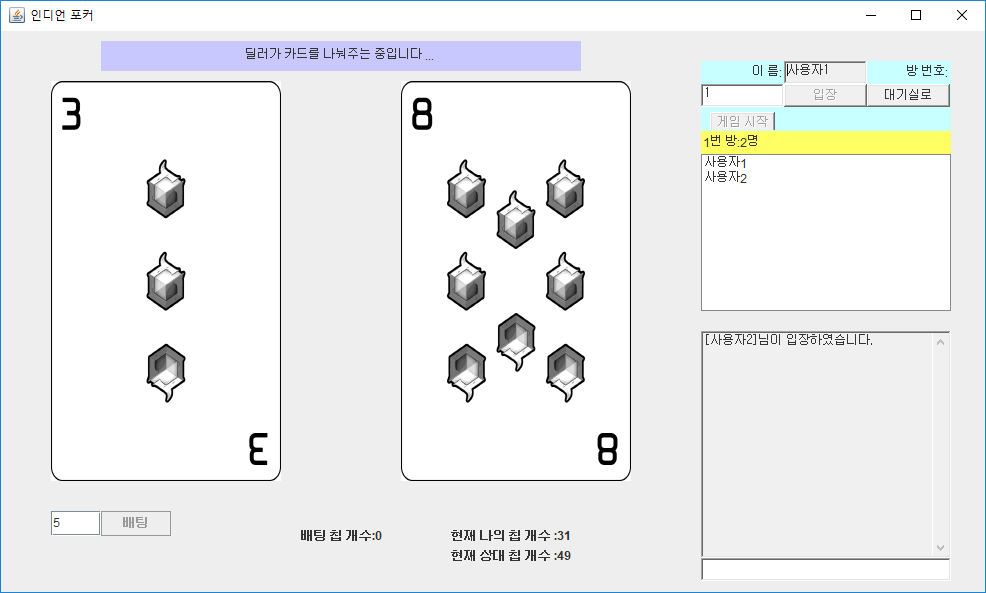 인디언 포커
딜러가 카드를 나눠주는 중입니다 ...
3
3
8
8
5
배팅
배팅 칩 개수:0
현재 나의 칩 개수 :31
현재 상대 칩 개수 :49
이 름:
사용자1
방 번호:
1
입장
대기실로
게임 시작
1번 방:2명
사용자1
사용자2
[사용자2]님이 입장하였습니다.